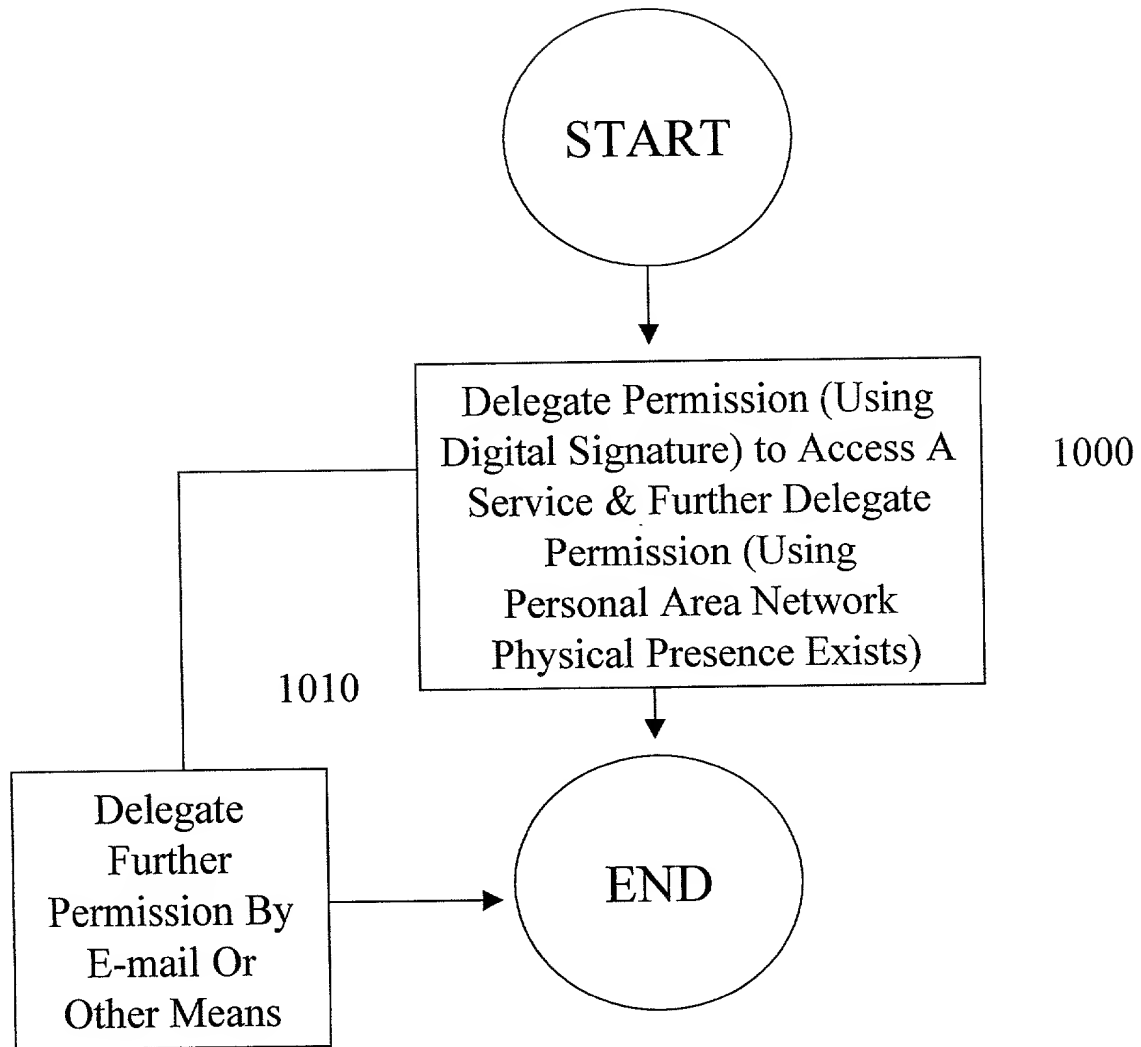 START
Delegate Permission (Using
Digital Signature) to Access A
Service & Further Delegate
Permission (Using
Personal Area Network
Physical Presence Exists)
1000
1010
Delegate
Further
Permission By
E-mail Or
Other Means
END